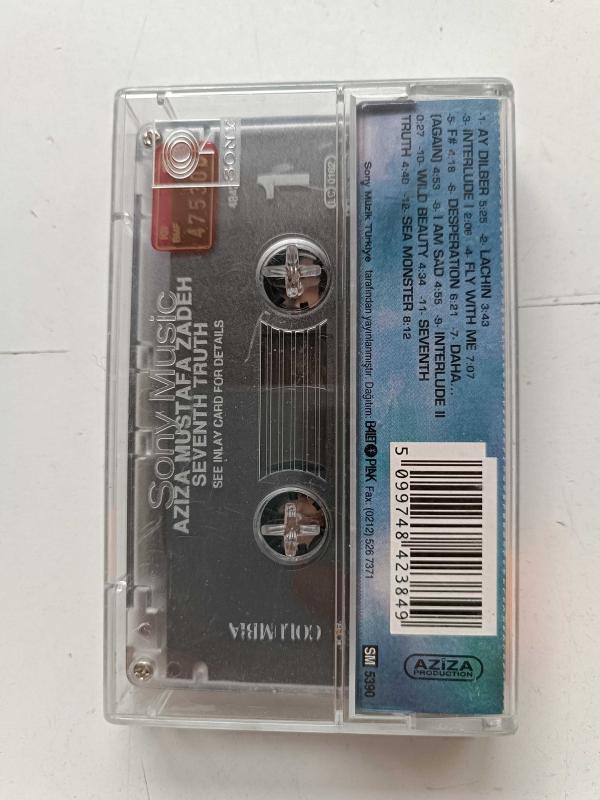 -1- AY DILBER 5:25 -2- LACHIN 3:43
-3- INTERLUDE I 2:06 -4- FLY WITH ME 7:07
-5- F# 4:18 -6- DESPERATION 6:21 -7- DAHA...
(AGAIN) 4:53 -8- I AM SAD 4:55 -9- INTERLUDE II
0:27 -10- WILD BEAUTY 4:34 -11- SEVENTH
TRUTH 4:40 -12- SEA MONSTER 8:12
Sony Müzik Türkiye tarafından yayınlanmıştır. Dağıtım: BALET PLAK Fax: (0212) 526 7371
5 099748 423849
SM 5390
AZIZA
PRODUCTION
SONY
1
Sony Music
AZIZA MUSTAFA ZADEH
SEVENTH TRUTH
SEE INLAY CARD FOR DETAILS
COLUMBIA